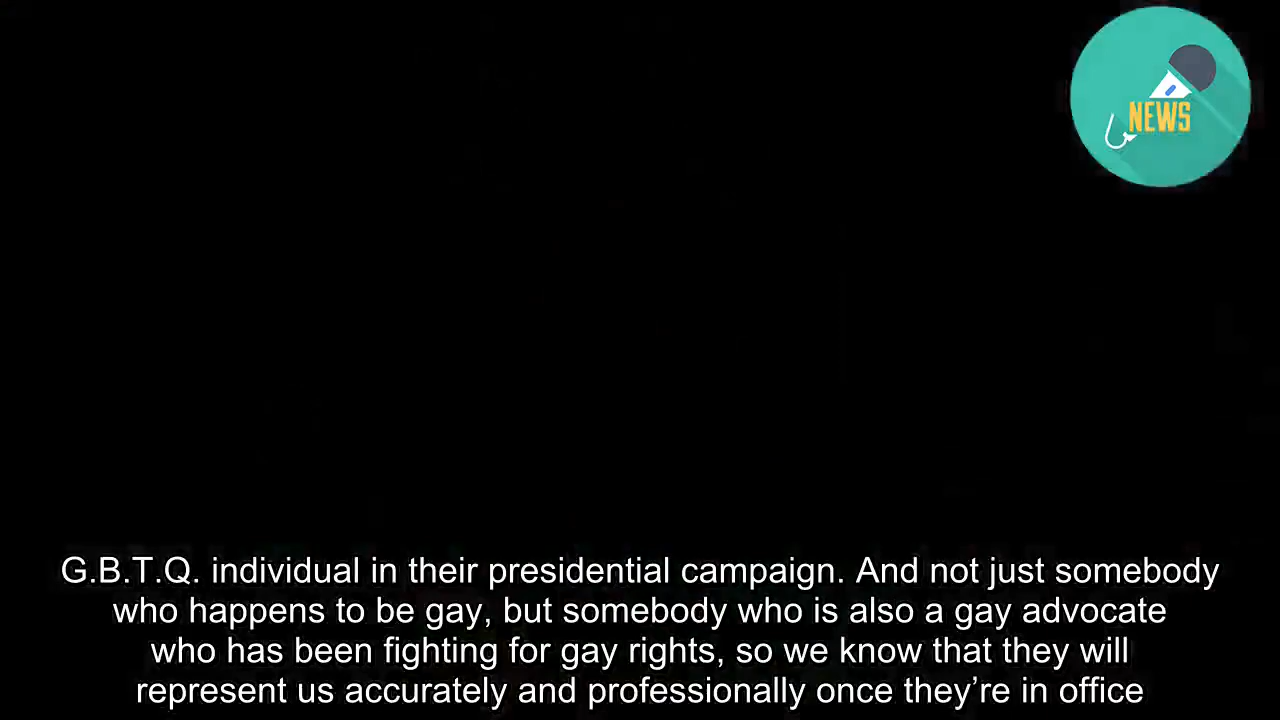 NEWS
G.B.T.Q. individual in their presidential campaign. And not just somebody
who happens to be gay, but somebody who is also a gay advocate
who has been fighting for gay rights, so we know that they will
represent us accurately and professionally once they’re in office